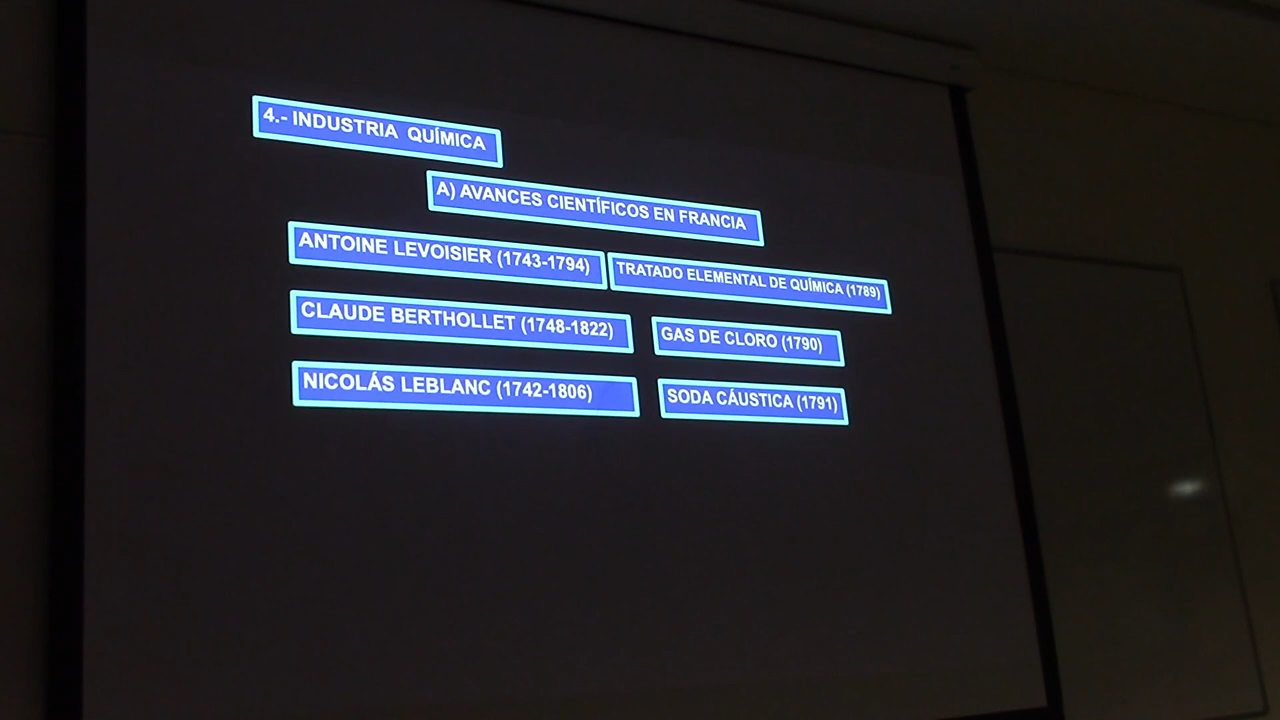 4.- INDUSTRIA QUÍMICA
A) AVANCES CIENTÍFICOS EN FRANCIA
ANTOINE LEVOISIER (1743-1794)
TRATADO ELEMENTAL DE QUÍMICA (1789)
CLAUDE BERTHOLLET (1748-1822)
GAS DE CLORO (1790)
NICOLÁS LEBLANC (1742-1806)
SODA CÁUSTICA (1791)